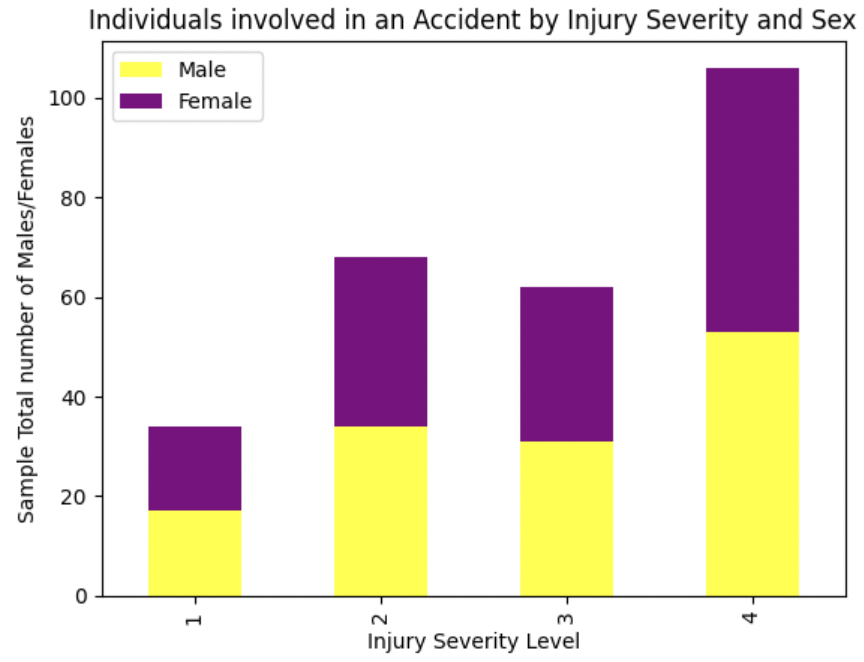 Individuals involved in an Accident by Injury Severity and Sex
Male
Female
Sample Total number of Males/Females
100
80
60
40
20
0
1 2 3 4
Injury Severity Level